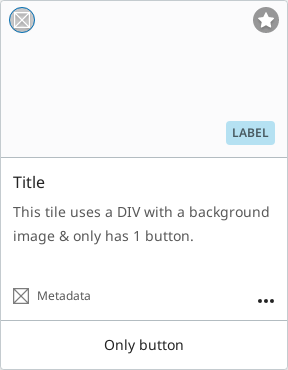 LABEL
Title
This tile uses a DIV with a background
image & only has 1 button.
Metadata
Only button